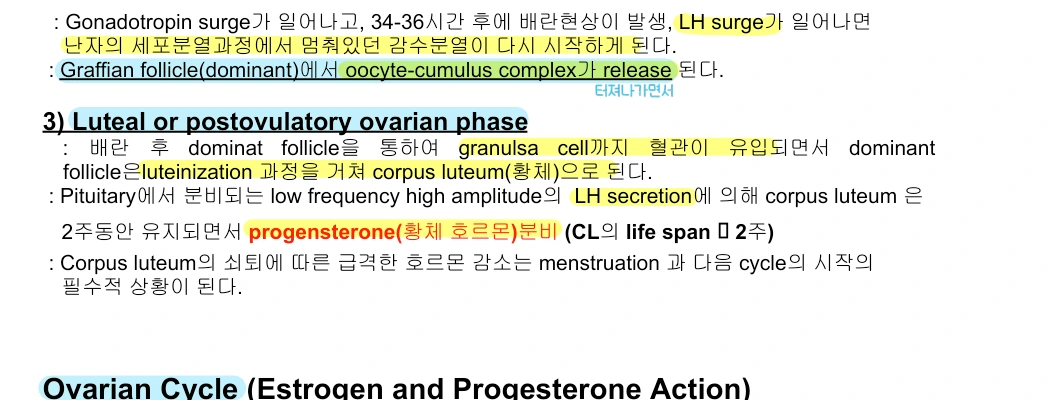 : Gonadotropin surge가 일어나고, 34-36시간 후에 배란현상이 발생, LH surge가 일어나면
난자의 세포분열과정에서 멈춰있던 감수분열이 다시 시작하게 된다.
: Graffian follicle(dominant)에서 oocyte-cumulus complex가 release 된다.
터져나가면서
3) Luteal or postovulatory ovarian phase
: 배란 후 dominat follicle을 통하여 granulsa cell까지 혈관이 유입되면서 dominant
follicle은luteinization 과정을 거쳐 corpus luteum(황체)으로 된다.
: Pituitary에서 분비되는 low frequency high amplitude의 LH secretion에 의해 corpus luteum 은
2주동안 유지되면서 progensterone(황체 호르몬)분비 (CL의 life span ▯ 2주)
: Corpus luteum의 쇠퇴에 따른 급격한 호르몬 감소는 menstruation 과 다음 cycle의 시작의
필수적 상황이 된다.
Ovarian Cycle (Estrogen and Progesterone Action)